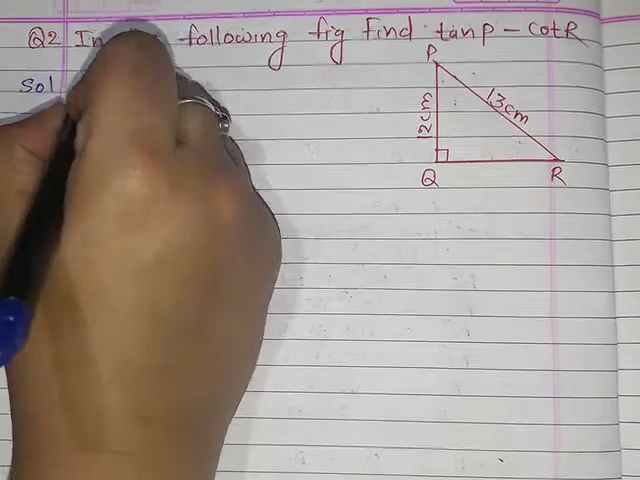 Q2 In following fig Find tanP - CotR
Sol
P
12cm
13cm
Q
R